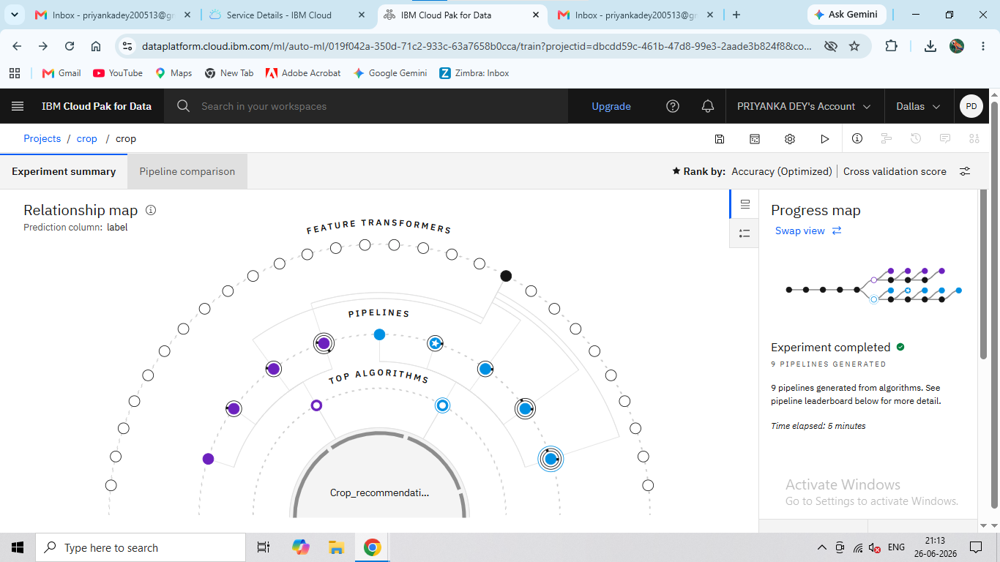 Inbox - priyankadey200513@gr
Service Details - IBM Cloud
IBM Cloud Pak for Data
Inbox - priyankadey200513@gr
Ask Gemini
dataplatform.cloud.ibm.com/ml/auto-ml/019f042a-350d-71c2-933c-63a7658b0cca/train?projectid=dbcdd59c-461b-47d8-99e3-2aade3b824f8&co...
Gmail
YouTube
Maps
New Tab
Adobe Acrobat
Google Gemini
Zimbra: Inbox
IBM Cloud Pak for Data
Search in your workspaces
Upgrade
PRIYANKA DEY's Account
Dallas
PD
Projects / crop / crop
Experiment summary
Pipeline comparison
Rank by: Accuracy (Optimized) | Cross validation score
Relationship map
Prediction column: label
FEATURE TRANSFORMERS
PIPELINES
TOP ALGORITHMS
Crop_recommendati...
Progress map
Swap view
Experiment completed
9 PIPELINES GENERATED
9 pipelines generated from algorithms. See
pipeline leaderboard below for more detail.
Time elapsed: 5 minutes
Activate Windows
Go to Settings to activate Windows.
Type here to search
ENG
21:13
26-06-2026